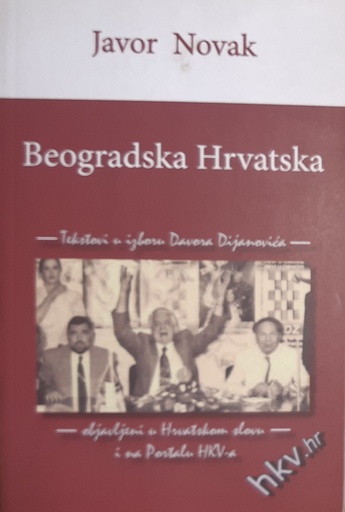 Javor Novak
Beogradska Hrvatska
— Tekstovi u izboru Davora Dijanovića —
— objavljeni u Hrvatskom slovu —
i na Portalu HKV-a
hkv.hr